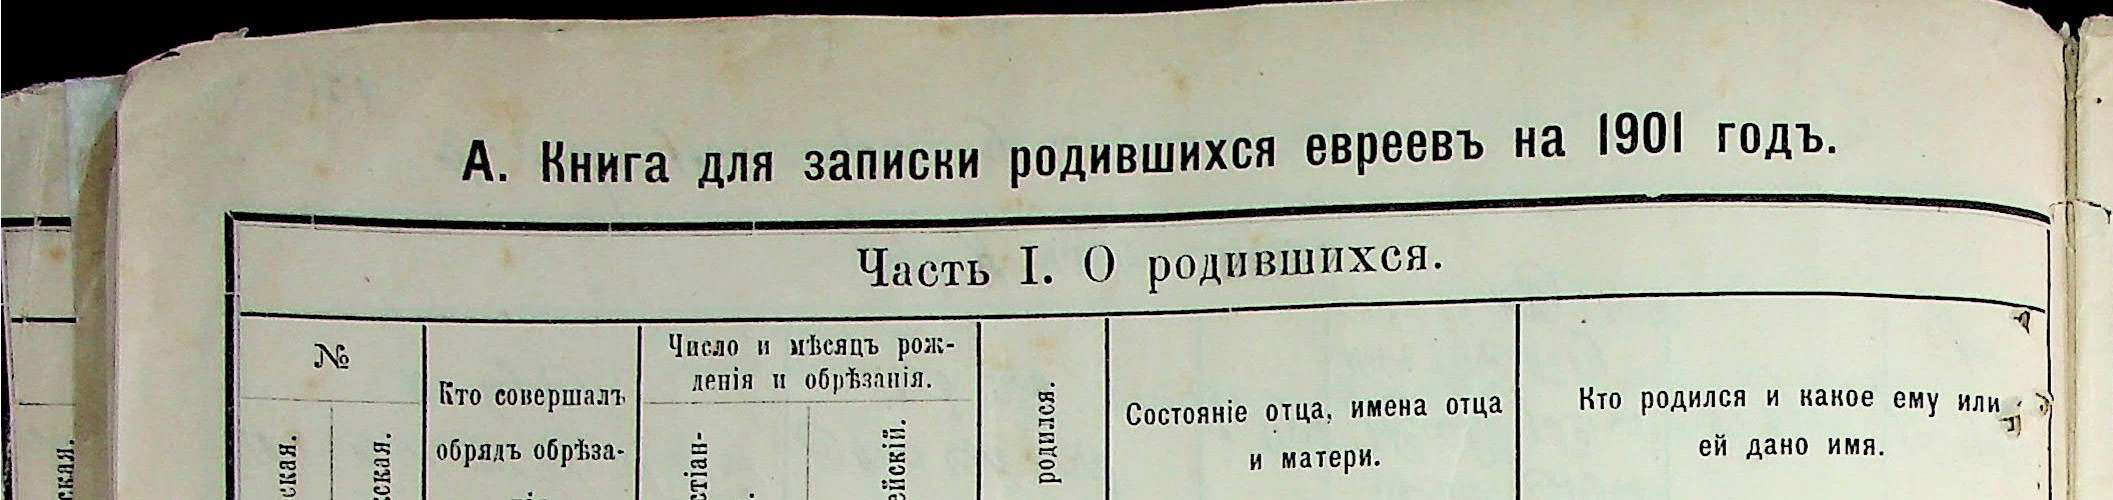 А. Книга для записки родившихся евреевъ на 1901 годъ.
Часть I. О родившихся.
№
Кто совершалъ
обрядъ обрѣза-
Число и мѣсяцъ рож-
денія и обрѣзанія.
родился.
Состояніе отца, имена отца
и матери.
Кто родился и какое ему или
ей дано имя.